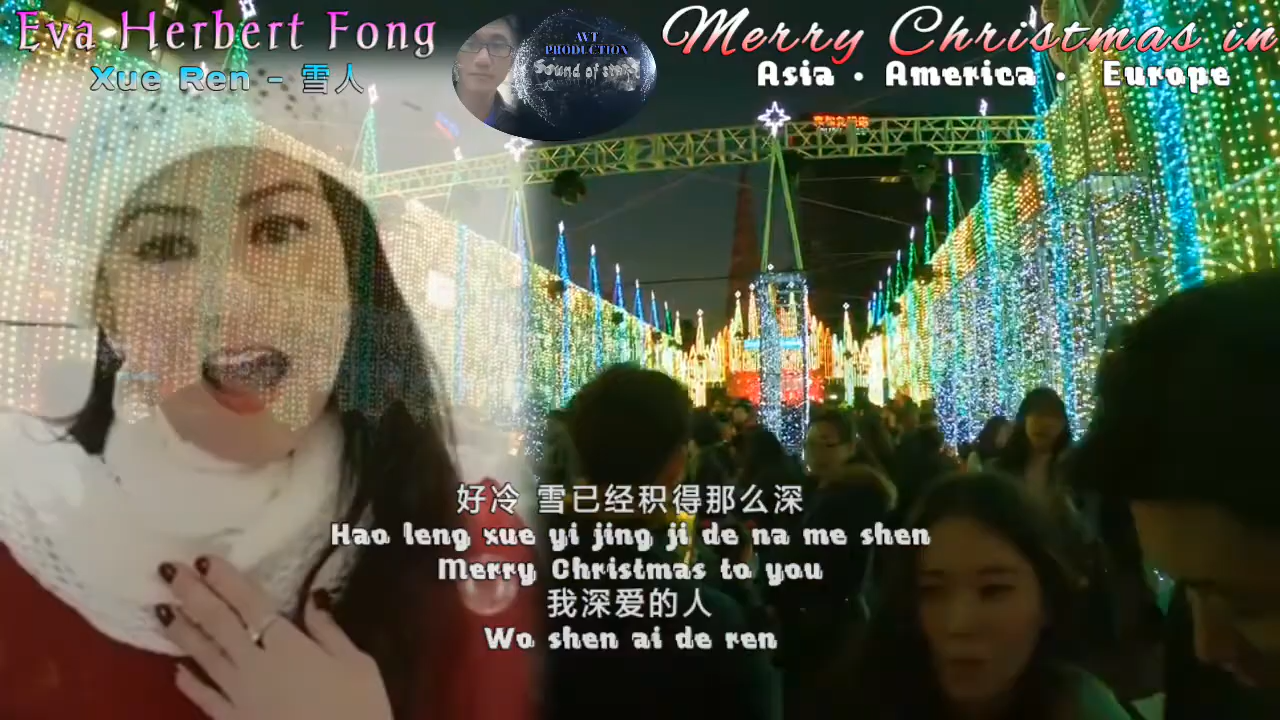 Eva Herbert Fong
Xue Ren - 雪人
AVT
PRODUCTION
Merry Christmas in
Asia · America · Europe
好冷 雪已经积得那么深
Hao leng xue yi jing ji de na me shen
Merry Christmas to you
我深爱的人
Wo shen ai de ren